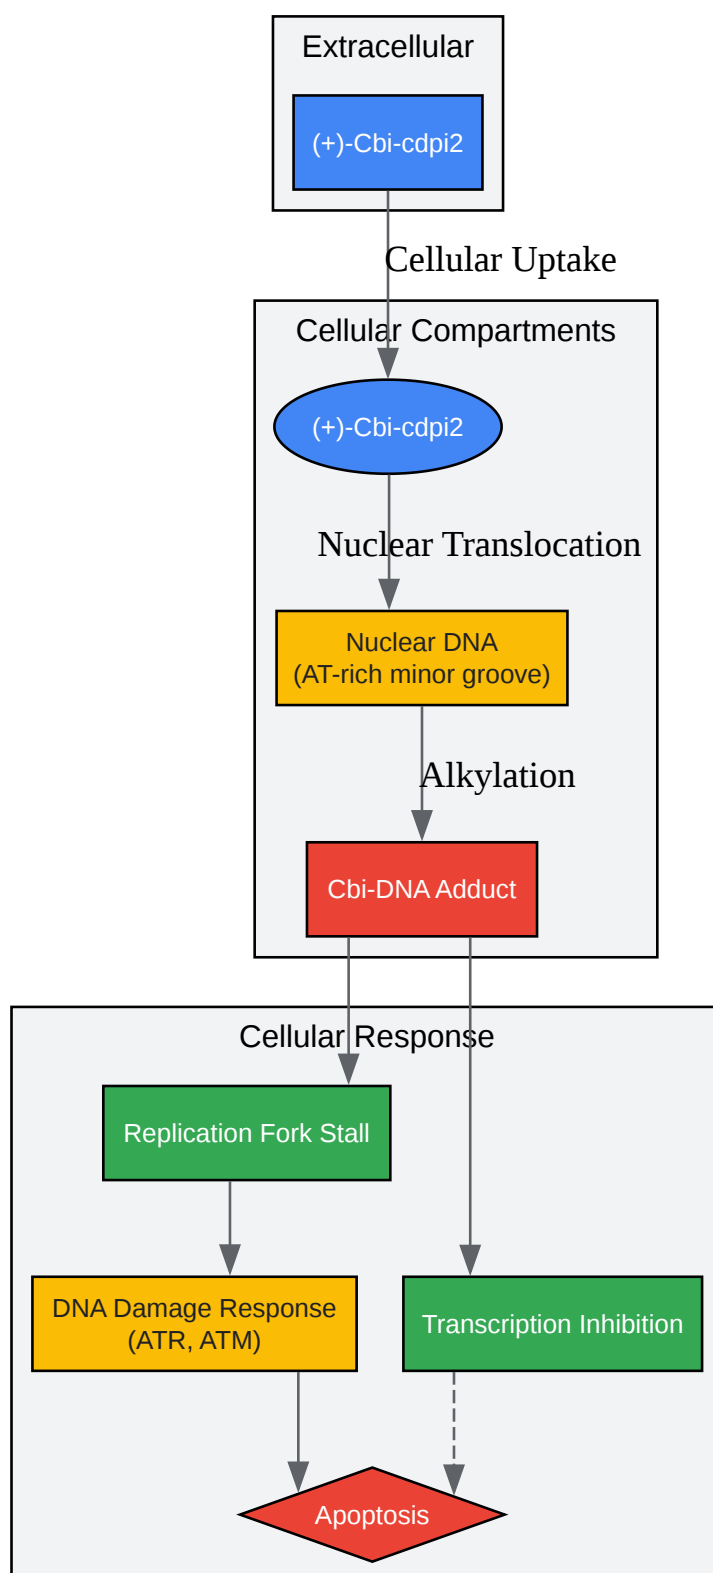 Extracellular
(+)-Cbi-cdpi2
Cellular Uptake
Cellular Compartments
(+)-Cbi-cdpi2
Nuclear Translocation
Nuclear DNA
(AT-rich minor groove)
Alkylation
Cbi-DNA Adduct
Cellular Response
Replication Fork Stall
DNA Damage Response
(ATR, ATM)
Transcription Inhibition
Apoptosis